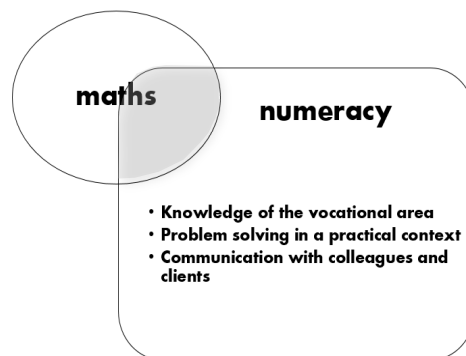 maths
numeracy
• Knowledge of the vocational area
• Problem solving in a practical context
• Communication with colleagues and
clients